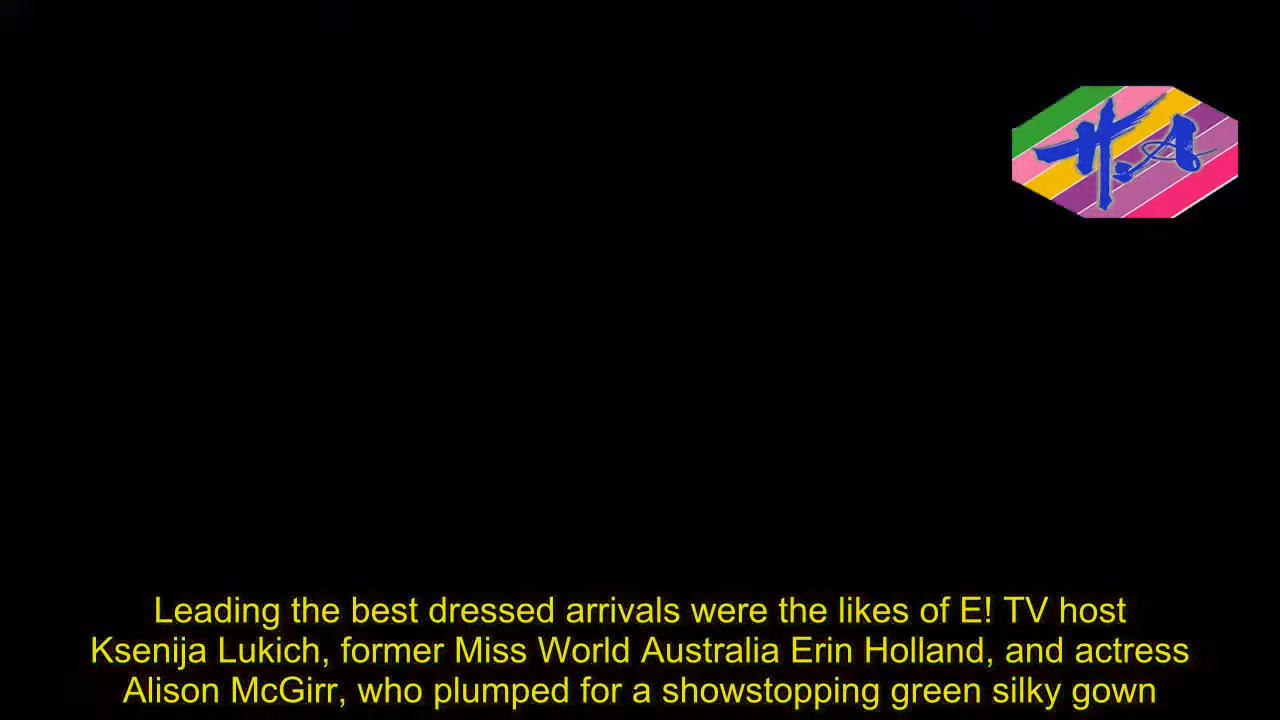 H.A
Leading the best dressed arrivals were the likes of E! TV host
Ksenija Lukich, former Miss World Australia Erin Holland, and actress
Alison McGirr, who plumped for a showstopping green silky gown